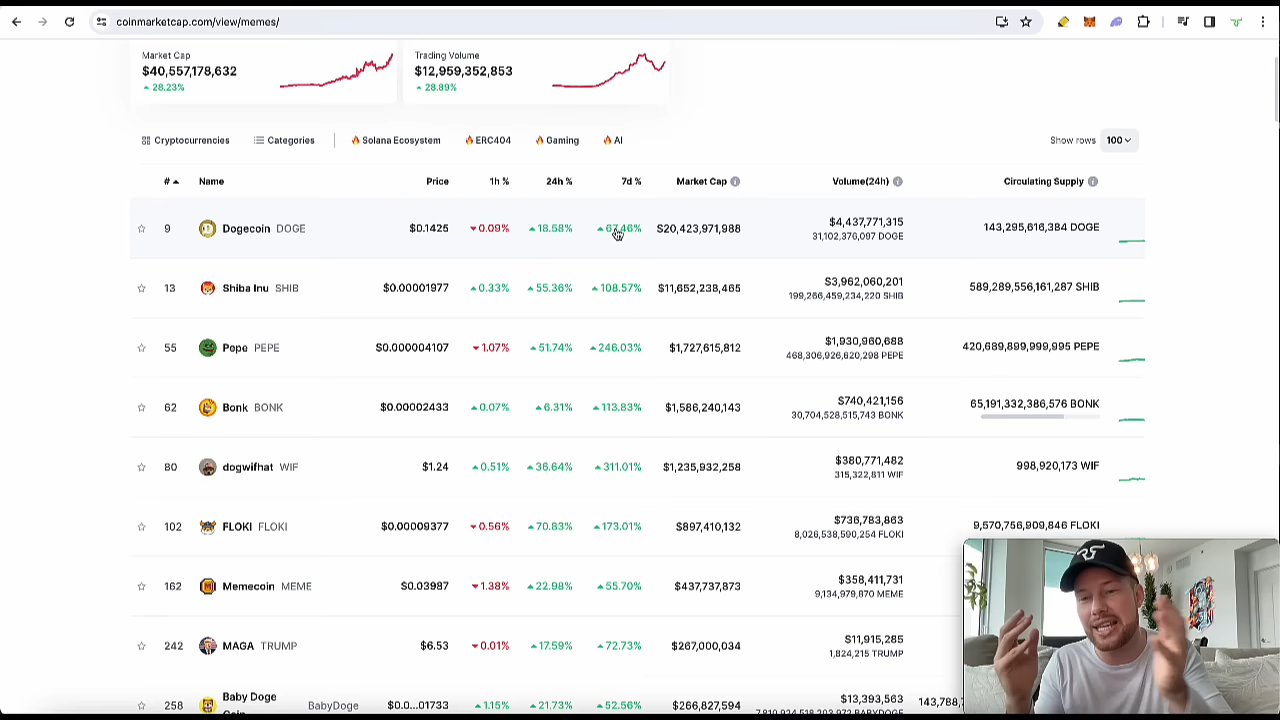 coinmarketcap.com/view/memes/
Market Cap
$40,557,178,632
28.23%
Trading Volume
$12,959,352,853
28.89%
Cryptocurrencies Categories Solana Ecosystem ERC404 Gaming AI Show rows 100
# Name Price 1h % 24h % 7d % Market Cap Volume(24h) Circulating Supply
9 Dogecoin DOGE $0.1425 0.09% 18.58% 67.46% $20,423,971,988 $4,437,771,315 143,295,616,384 DOGE
31,102,376,097 DOGE
13 Shiba Inu SHIB $0.00001977 0.33% 55.36% 108.57% $11,652,238,465 $3,962,060,201 589,289,556,161,287 SHIB
199,266,459,234,220 SHIB
55 Pepe PEPE $0.000004107 1.07% 51.74% 246.03% $1,727,615,812 $1,930,960,688 420,689,899,999,995 PEPE
468,306,926,620,298 PEPE
62 Bonk BONK $0.00002433 0.07% 6.31% 113.83% $1,586,240,143 $740,421,156 65,191,332,386,576 BONK
30,704,528,515,743 BONK
80 dogwifhat WIF $1.24 0.51% 36.64% 311.01% $1,235,932,258 $380,771,482 998,920,173 WIF
315,322,811 WIF
102 FLOKI FLOKI $0.00009377 0.56% 70.83% 173.01% $897,410,132 $736,783,863 9,570,756,909,846 FLOKI
8,026,538,590,254 FLOKI
162 Memecoin MEME $0.03987 1.38% 22.98% 55.70% $437,737,873 $358,411,731
9,134,979,870 MEME
242 MAGA TRUMP $6.53 0.01% 17.59% 72.73% $267,000,034 $11,915,285
1,824,215 TRUMP
258 Baby Doge BabyDoge $0.0...01733 1.15% 21.73% 52.56% $266,827,594 $13,393,563 143,788,